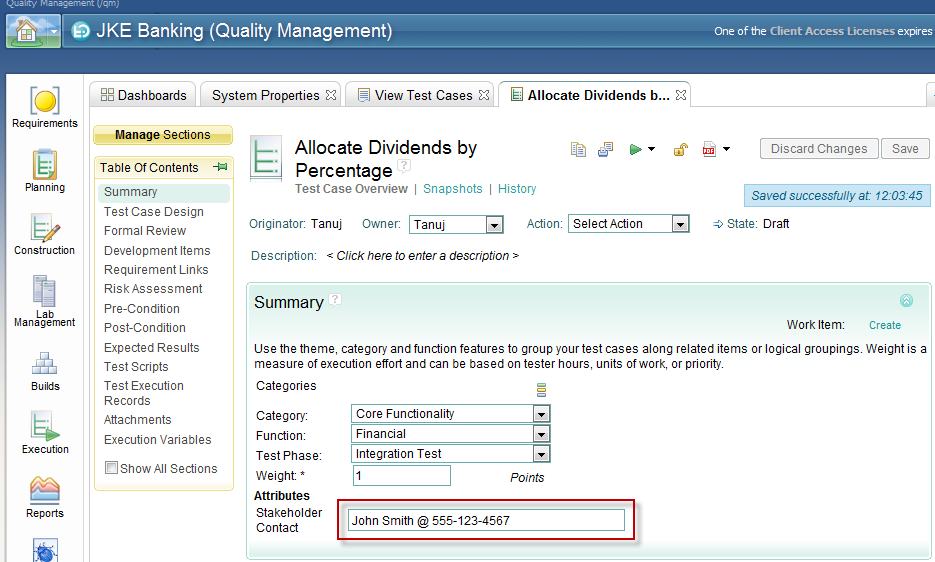 Quality Management (/qm)
JKE Banking (Quality Management)
One of the Client Access Licenses expires
Requirements
Planning
Construction
Lab
Management
Builds
Execution
Reports
Dashboards
System Properties
View Test Cases
Allocate Dividends b...
Manage Sections
Table Of Contents
Summary
Test Case Design
Formal Review
Development Items
Requirement Links
Risk Assessment
Pre-Condition
Post-Condition
Expected Results
Test Scripts
Test Execution
Records
Attachments
Execution Variables
Show All Sections
Allocate Dividends by
Percentage ?
Test Case Overview | Snapshots | History
PDF
Discard Changes
Save
Saved successfully at: 12:03:45
Originator: Tanuj Owner: Tanuj Action: Select Action State: Draft
Description: < Click here to enter a description >
Summary ?
Work Item: Create
Use the theme, category and function features to group your test cases along related items or logical groupings. Weight is a
measure of execution effort and can be based on tester hours, units of work, or priority.
Categories
Category: Core Functionality
Function: Financial
Test Phase: Integration Test
Weight: * 1 Points
Attributes
Stakeholder
Contact
John Smith @ 555-123-4567